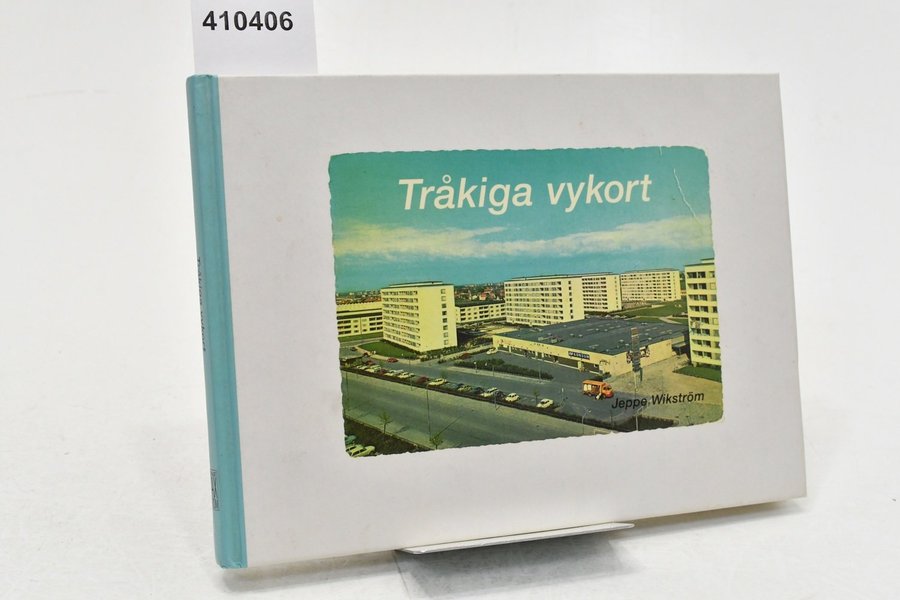 410406
Tråkiga vykort
Jeppe Wikström